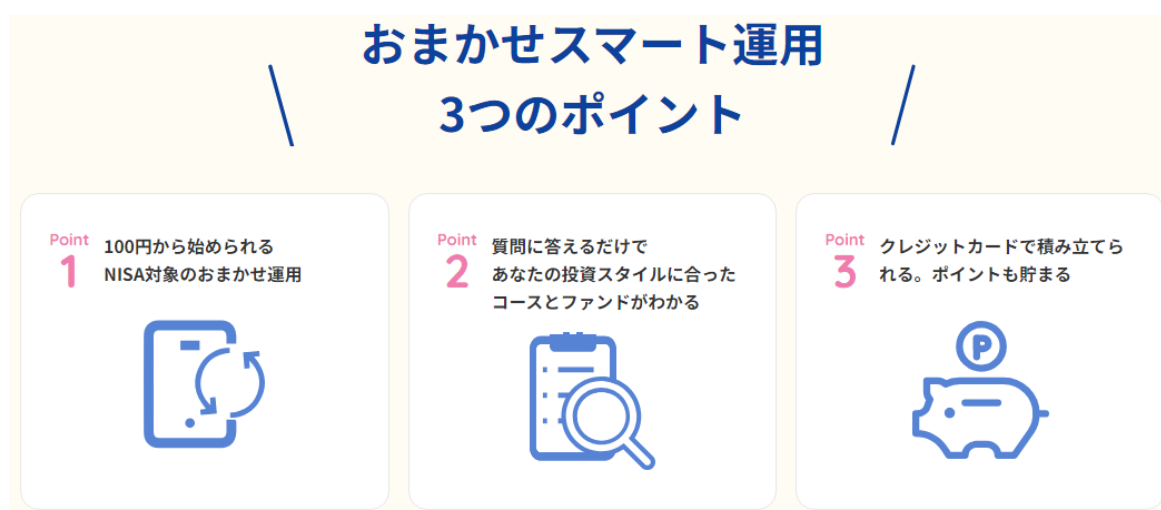 おまかせスマート運用
3つのポイント
Point
1
100円から始められる
NISA対象のおまかせ運用
Point
2
質問に答えるだけで
あなたの投資スタイルに合った
コースとファンドがわかる
Point
3
クレジットカードで積み立てら
れる。ポイントも貯まる
P